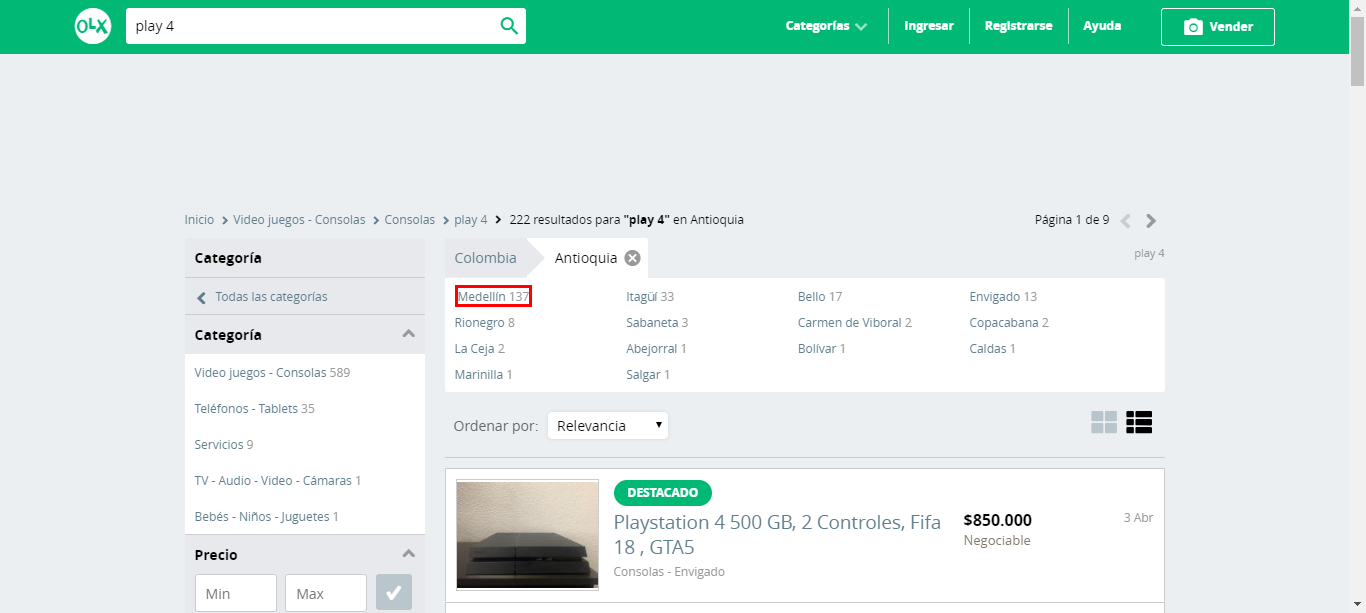 OLX play 4 Categorías Ingresar Registrarse Ayuda Vender
Inicio Video juegos - Consolas Consolas play 4 222 resultados para "play 4" en Antioquia Página 1 de 9
Categoría
Todas las categorías
Categoría
Video juegos - Consolas 589
Teléfonos - Tablets 35
Servicios 9
TV - Audio - Video - Cámaras 1
Bebés - Niños - Juguetes 1
Precio
Min Max
Colombia Antioquia play 4
Medellín 137 Itagüí 33 Bello 17 Envigado 13
Rionegro 8 Sabaneta 3 Carmen de Viboral 2 Copacabana 2
La Ceja 2 Abejorral 1 Bolívar 1 Caldas 1
Marinilla 1 Salgar 1
Ordenar por: Relevancia
DESTACADO
Playstation 4 500 GB, 2 Controles, Fifa
18 , GTA5
Consolas - Envigado
$850.000
Negociable
3 Abr